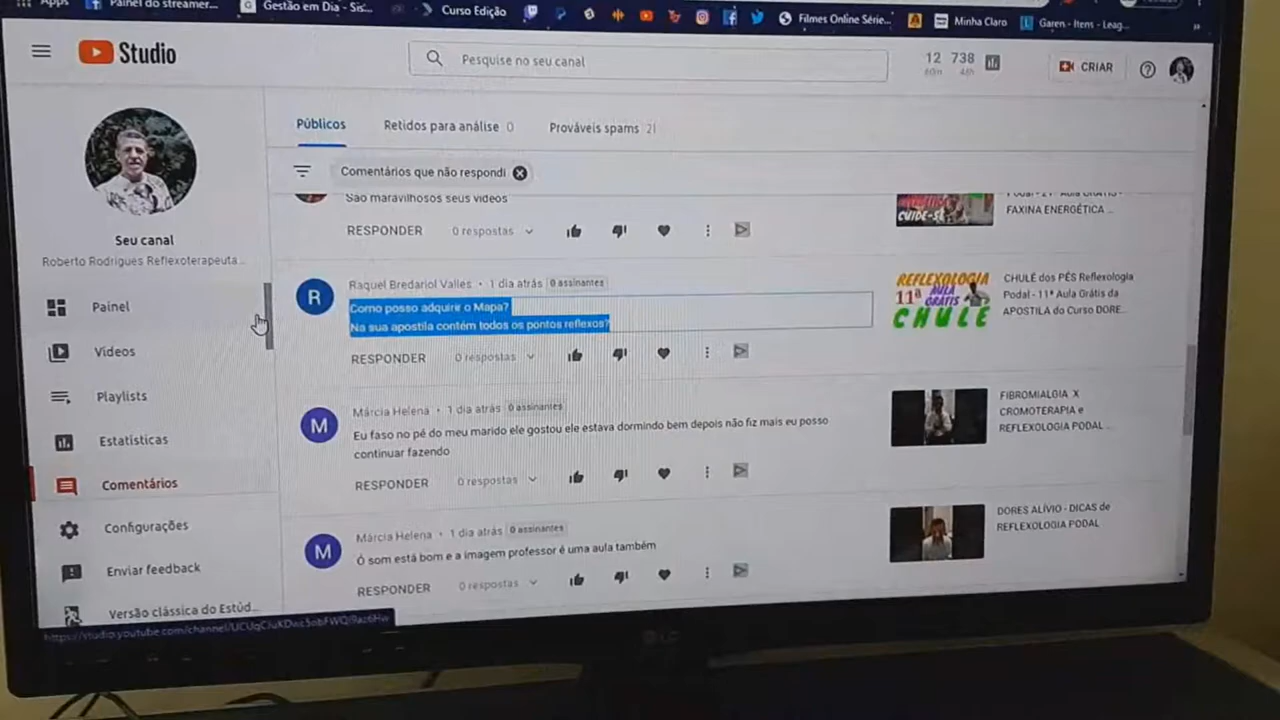 Apps
Painel do streamer...
Gestão em Dia - Sis...
Curso Edição
Filmes Online Série...
Minha Claro
Garen - Itens - Leag...
Studio
Pesquise no seu canal
12 738
60m 48h
CRIAR
Públicos
Retidos para análise 0
Prováveis spams 21
Comentários que não respondi
Seu canal
Roberto Rodrigues Reflexoterapeuta...
Painel
Vídeos
Playlists
Estatísticas
Comentários
Configurações
Enviar feedback
Versão clássica do Estúd...
São maravilhosos seus videos
RESPONDER 0 respostas
CUIDE-SE
FAXINA ENERGÉTICA ...
Raquel Bredariol Valles • 1 dia atrás 0 assinantes
Como posso adquirir o Mapa?
Na sua apostila contém todos os pontos reflexos?
RESPONDER 0 respostas
REFLEXOLOGIA
11ª AULA
GRÁTIS
CHULÉ
CHULÉ dos PÉS Reflexologia
Podal - 11ª Aula Grátis da
APOSTILA do Curso DORE...
Márcia Helena • 1 dia atrás 0 assinantes
Eu faso no pé do meu marido ele gostou ele estava dormindo bem depois não fiz mais eu posso
continuar fazendo
RESPONDER 0 respostas
FIBROMIALGIA X
CROMOTERAPIA e
REFLEXOLOGIA PODAL ...
Márcia Helena • 1 dia atrás 0 assinantes
Ó som está bom e a imagem professor é uma aula também
RESPONDER 0 respostas
DORES ALÍVIO - DICAS de
REFLEXOLOGIA PODAL
R
M
M
LG